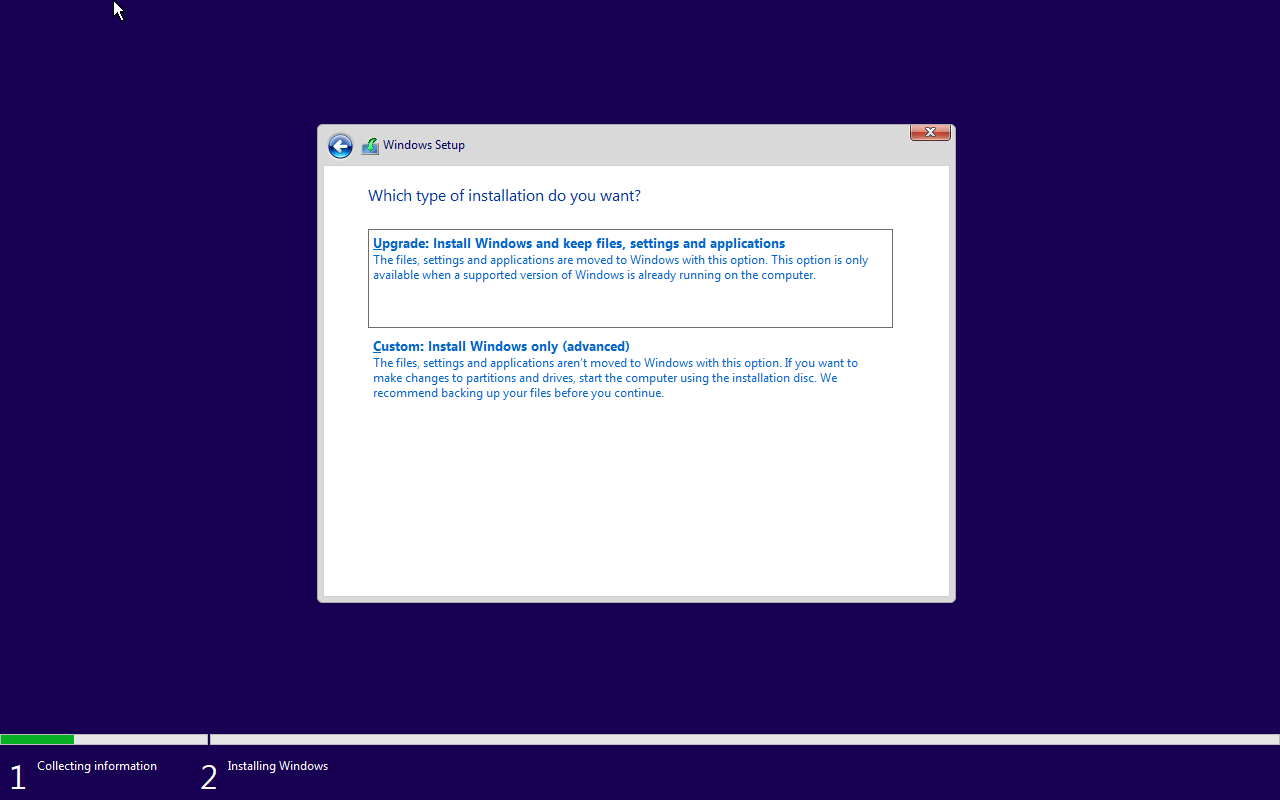 Windows Setup
Which type of installation do you want?
Upgrade: Install Windows and keep files, settings and applications
The files, settings and applications are moved to Windows with this option. This option is only
available when a supported version of Windows is already running on the computer.
Custom: Install Windows only (advanced)
The files, settings and applications aren't moved to Windows with this option. If you want to
make changes to partitions and drives, start the computer using the installation disc. We
recommend backing up your files before you continue.
1 Collecting information
2 Installing Windows